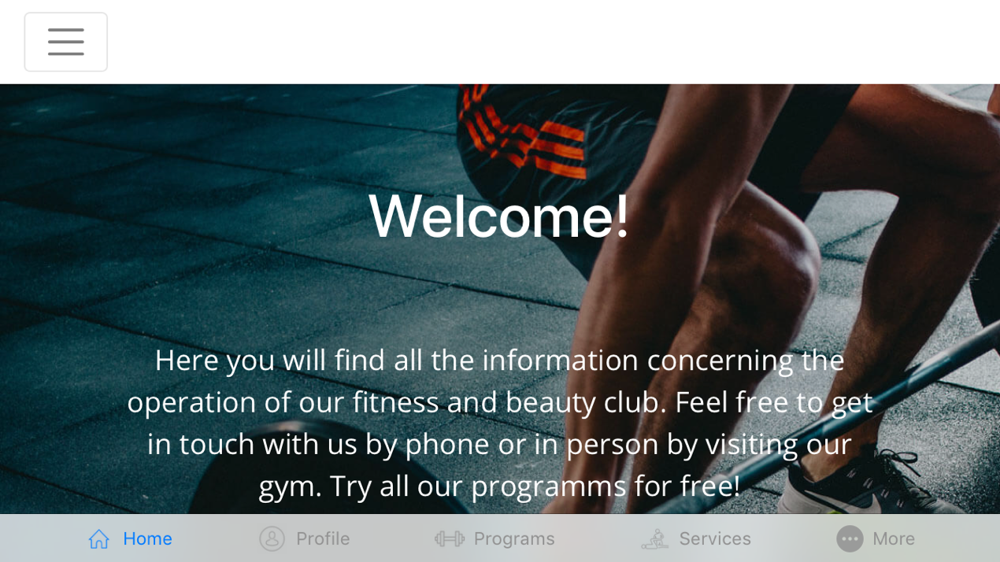 Welcome!
Here you will find all the information concerning the
operation of our fitness and beauty club. Feel free to get
in touch with us by phone or in person by visiting our
gym. Try all our programms for free!
Home Profile Programs Services More